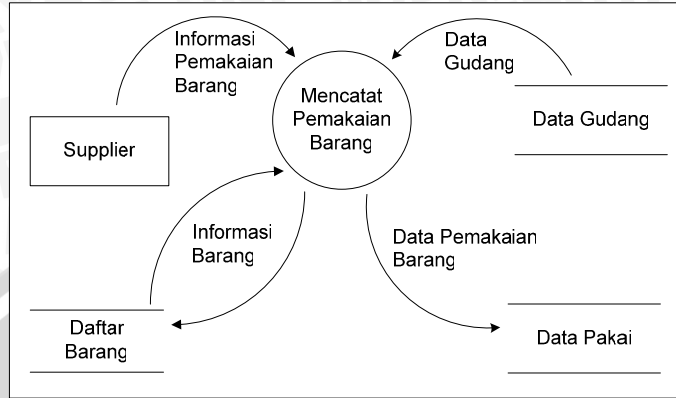 Informasi
Pemakaian
Barang
Data
Gudang
Mencatat
Pemakaian
Barang
Supplier
Data Gudang
Informasi
Barang
Data Pemakaian
Barang
Daftar
Barang
Data Pakai